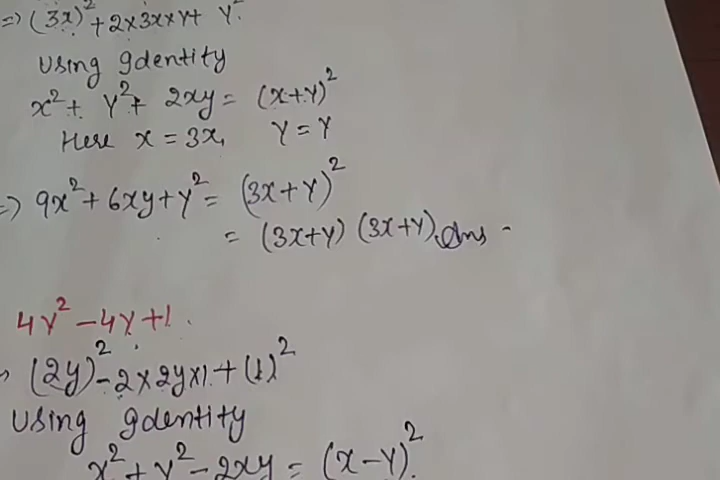 => (3x)² + 2×3x×y + y²
Using Identity
x² + y² + 2xy = (x+y)²
Here x = 3x, y = y
=> 9x² + 6xy + y² = (3x+y)²
= (3x+y) (3x+y) Ans
4y² - 4y + 1.
(2y)² - 2×2y×1 + (1)²
Using Identity
x² + y² - 2xy = (x-y)².